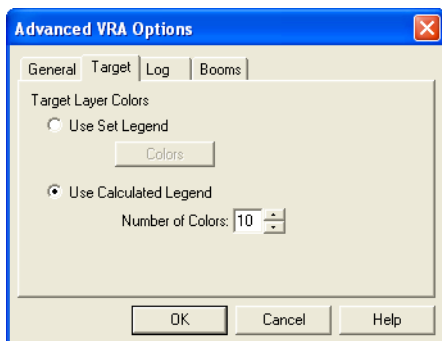 Advanced VRA Options
General Target Log Booms
Target Layer Colors
Use Set Legend
Colors
Use Calculated Legend
Number of Colors: 10
OK Cancel Help